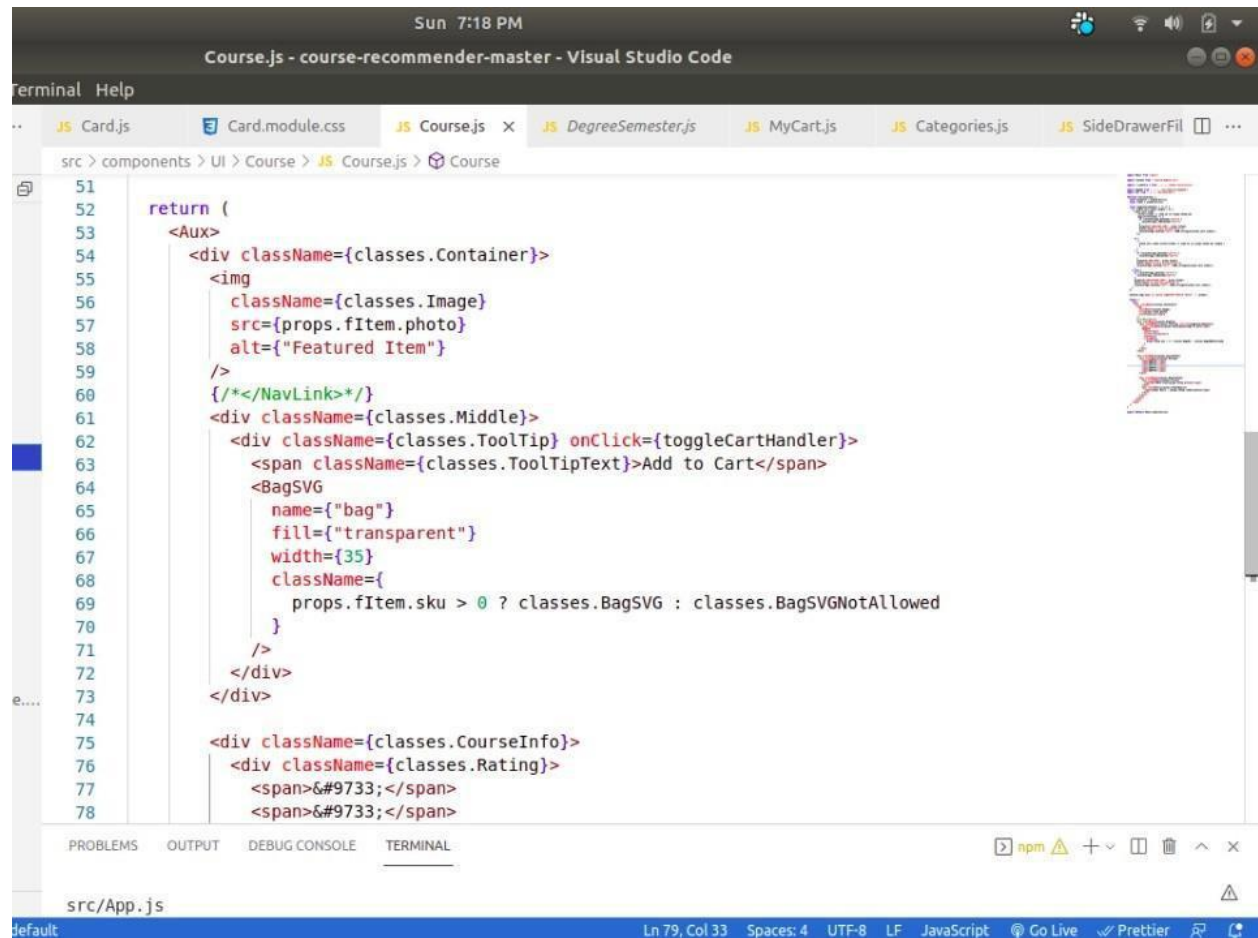 Sun 7:18 PM
Course.js - course-recommender-master - Visual Studio Code
Terminal Help
JS Card.js Card.module.css JS Course.js × JS DegreeSemester.js JS MyCart.js JS Categories.js JS SideDrawerFil ...
src > components > UI > Course > JS Course.js > Course
51
52 return (
53 <Aux>
54 <div className={classes.Container}>
55 <img
56 className={classes.Image}
57 src={props.fItem.photo}
58 alt={"Featured Item"}
59 />
60 {/*</NavLink>*/}
61 <div className={classes.Middle}>
62 <div className={classes.ToolTip} onClick={toggleCartHandler}>
63 <span className={classes.ToolTipText}>Add to Cart</span>
64 <BagSVG
65 name={"bag"}
66 fill={"transparent"}
67 width={35}
68 className={
69 props.fItem.sku > 0 ? classes.BagSVG : classes.BagSVGNotAllowed
70 }
71 />
72 </div>
e.... 73 </div>
74
75 <div className={classes.CourseInfo}>
76 <div className={classes.Rating}>
77 <span>&#9733;</span>
78 <span>&#9733;</span>
PROBLEMS OUTPUT DEBUG CONSOLE TERMINAL npm
src/App.js
default Ln 79, Col 33 Spaces: 4 UTF-8 LF JavaScript Go Live Prettier